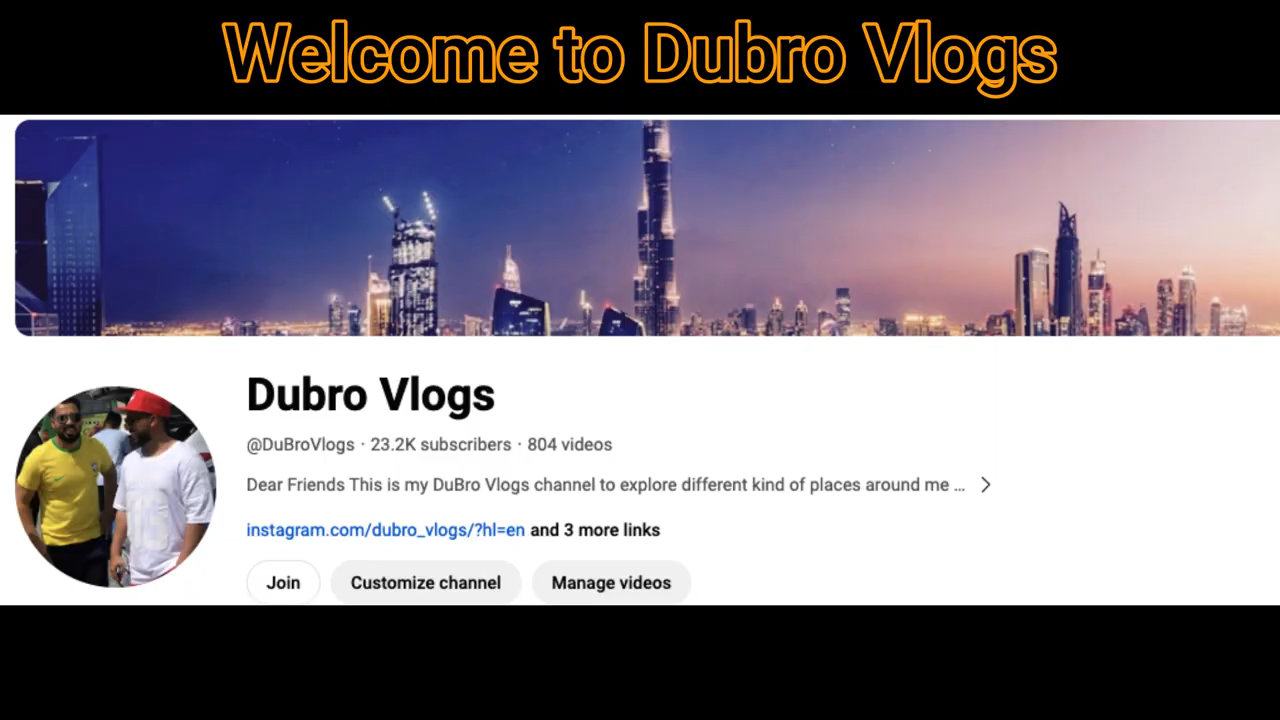 Welcome to Dubro Vlogs
Dubro Vlogs
@DuBroVlogs · 23.2K subscribers · 804 videos
Dear Friends This is my DuBro Vlogs channel to explore different kind of places around me ...
instagram.com/dubro_vlogs/?hl=en and 3 more links
Join Customize channel Manage videos